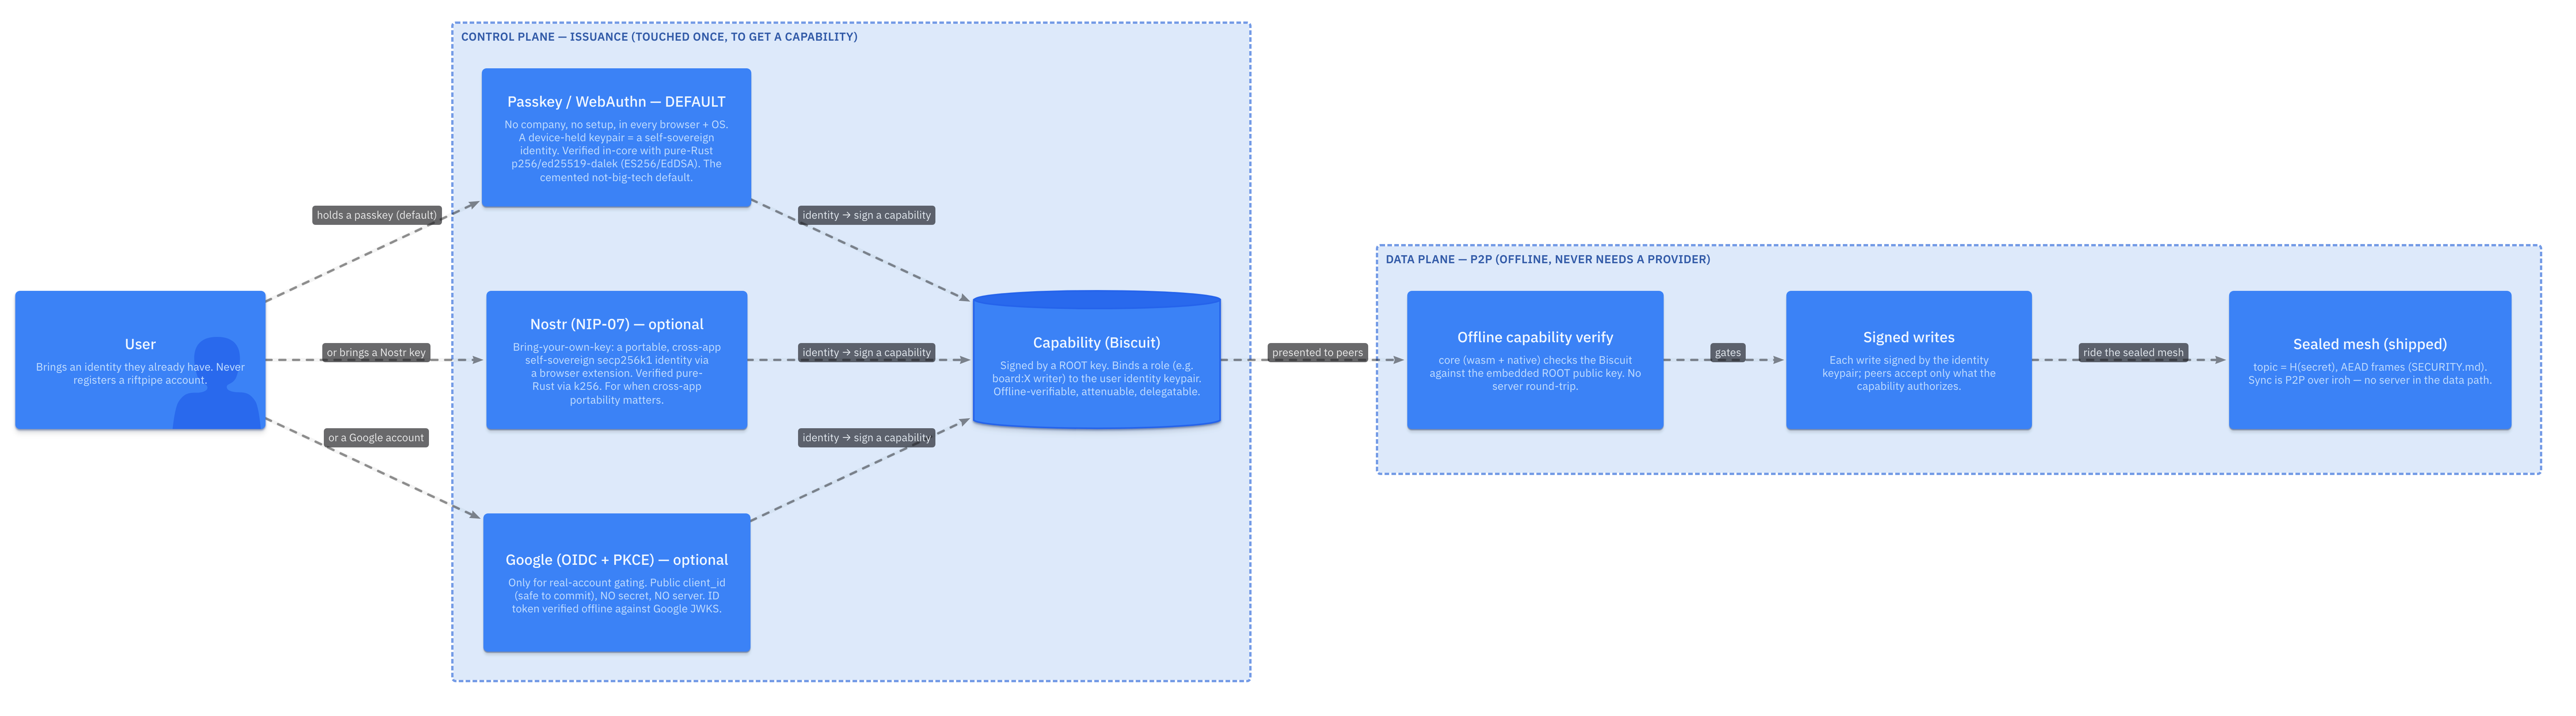 CONTROL PLANE — ISSUANCE (TOUCHED ONCE, TO GET A CAPABILITY)
Passkey / WebAuthn — DEFAULT
No company, no setup, in every browser + OS.
A device-held keypair = a self-sovereign
identity. Verified in-core with pure-Rust
p256/ed25519-dalek (ES256/EdDSA). The
cemented not-big-tech default.
holds a passkey (default)
identity → sign a capability
DATA PLANE — P2P (OFFLINE, NEVER NEEDS A PROVIDER)
User
Brings an identity they already have. Never
registers a riftpipe account.
or brings a Nostr key
Nostr (NIP-07) — optional
Bring-your-own-key: a portable, cross-app
self-sovereign secp256k1 identity via
a browser extension. Verified pure-
Rust via k256. For when cross-app
portability matters.
identity → sign a capability
Capability (Biscuit)
Signed by a ROOT key. Binds a role (e.g.
board:X writer) to the user identity keypair.
Offline-verifiable, attenuable, delegatable.
presented to peers
Offline capability verify
core (wasm + native) checks the Biscuit
against the embedded ROOT public key. No
server round-trip.
gates
Signed writes
Each write signed by the identity
keypair; peers accept only what the
capability authorizes.
ride the sealed mesh
Sealed mesh (shipped)
topic = H(secret), AEAD frames (SECURITY.md).
Sync is P2P over iroh — no server in the data path.
or a Google account
identity → sign a capability
Google (OIDC + PKCE) — optional
Only for real-account gating. Public client_id
(safe to commit), NO secret, NO server. ID
token verified offline against Google JWKS.